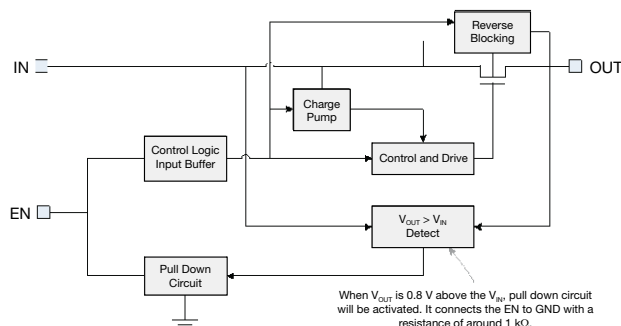 Reverse
Blocking
IN
OUT
Charge
Pump
Control Logic
Input Buffer
Control and Drive
EN
VOUT > VIN
Detect
Pull Down
Circuit
When VOUT is 0.8 V above the VIN, pull down circuit
will be activated. It connects the EN to GND with a
resistance of around 1 kΩ.